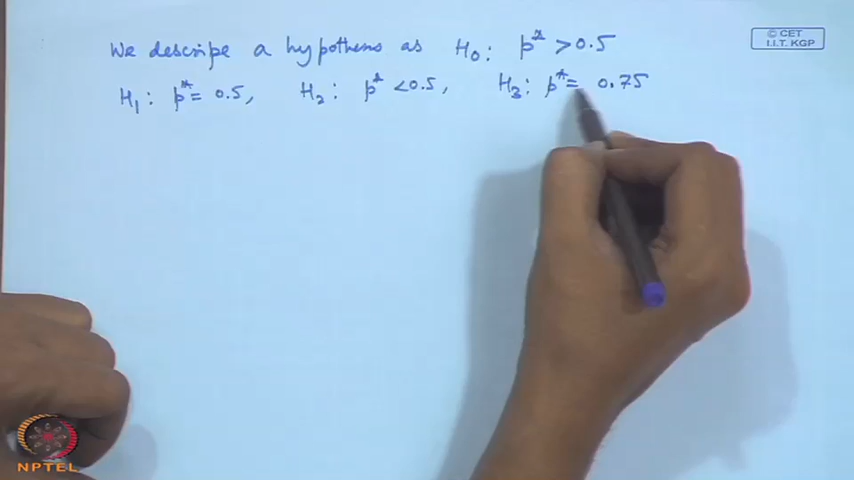 We describe a hypothesis as H₀: p* > 0.5
H₁: p* = 0.5, H₂: p* < 0.5, H₃: p* = 0.75
© CET
I.I.T. KGP
NPTEL